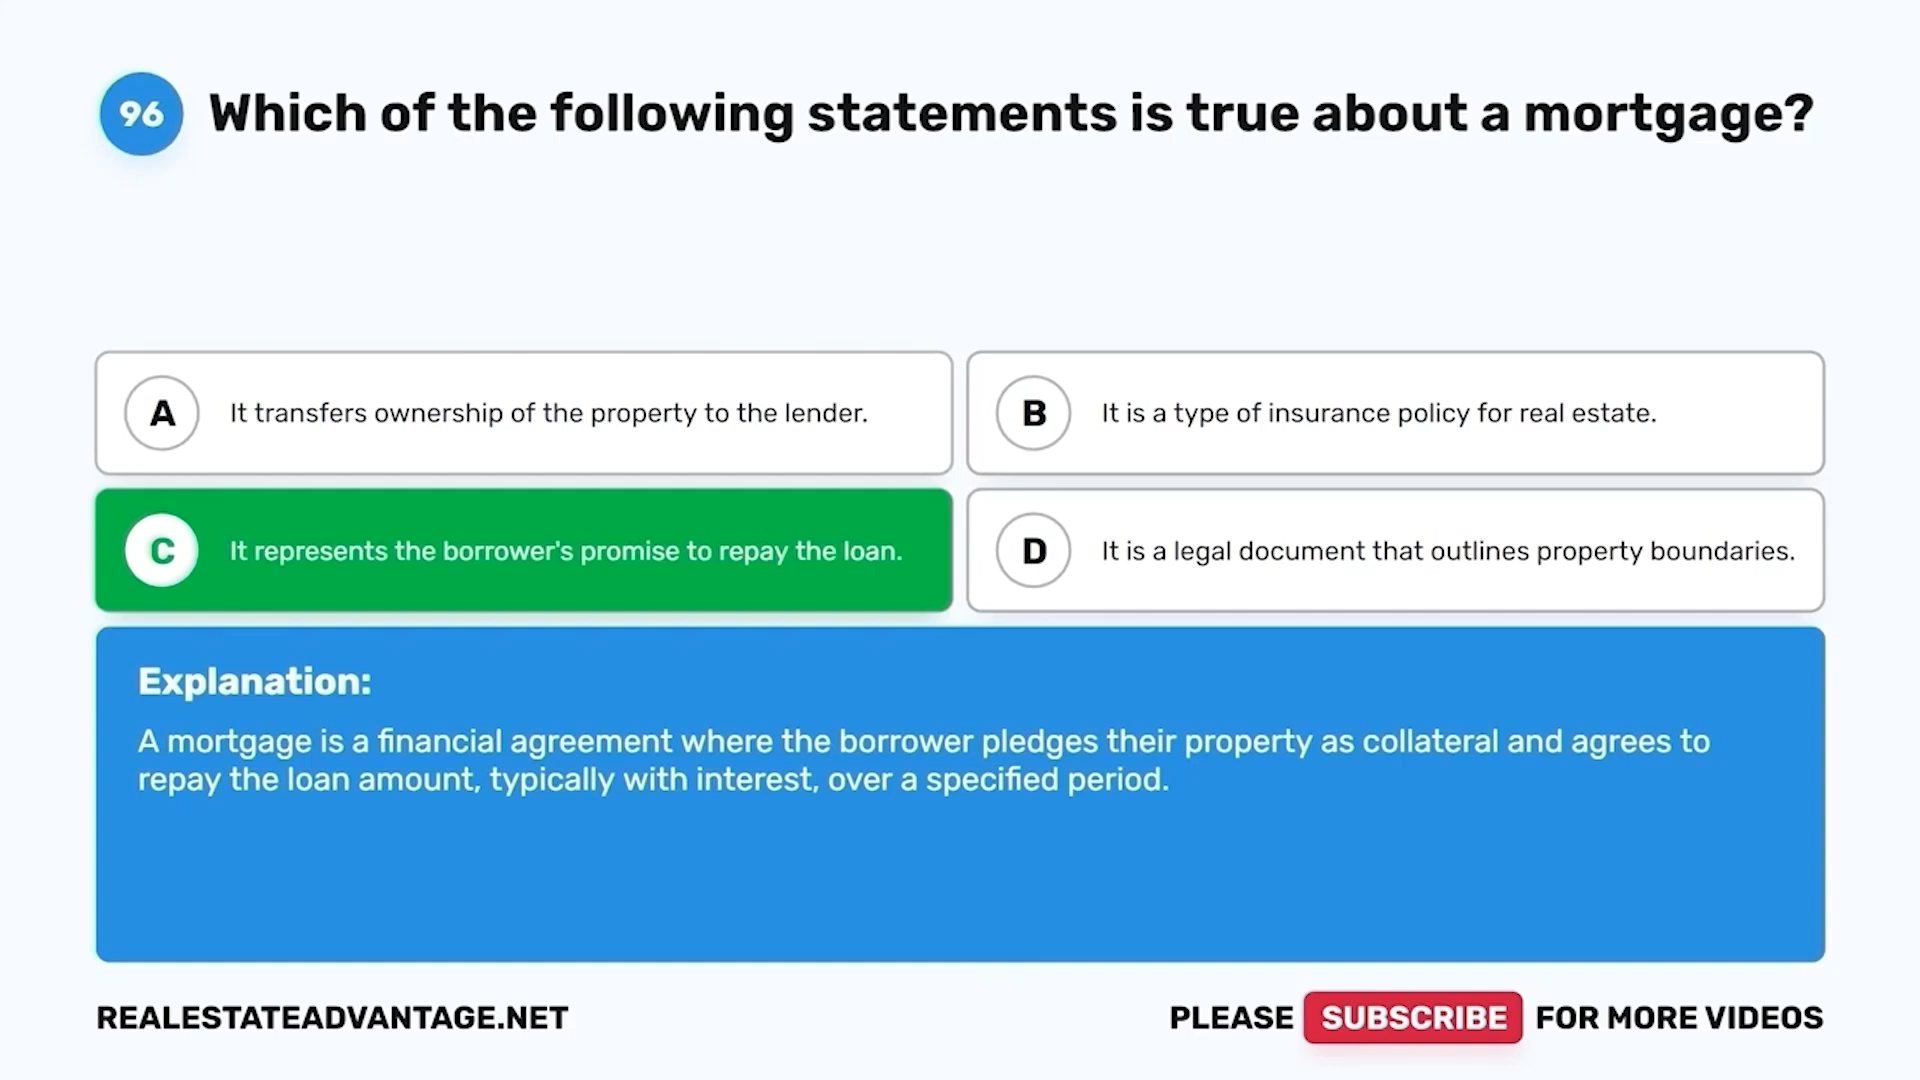 96 Which of the following statements is true about a mortgage?
A It transfers ownership of the property to the lender.
B It is a type of insurance policy for real estate.
C It represents the borrower's promise to repay the loan.
D It is a legal document that outlines property boundaries.
Explanation:
A mortgage is a financial agreement where the borrower pledges their property as collateral and agrees to
repay the loan amount, typically with interest, over a specified period.
REALESTATEADVANTAGE.NET
PLEASE SUBSCRIBE FOR MORE VIDEOS